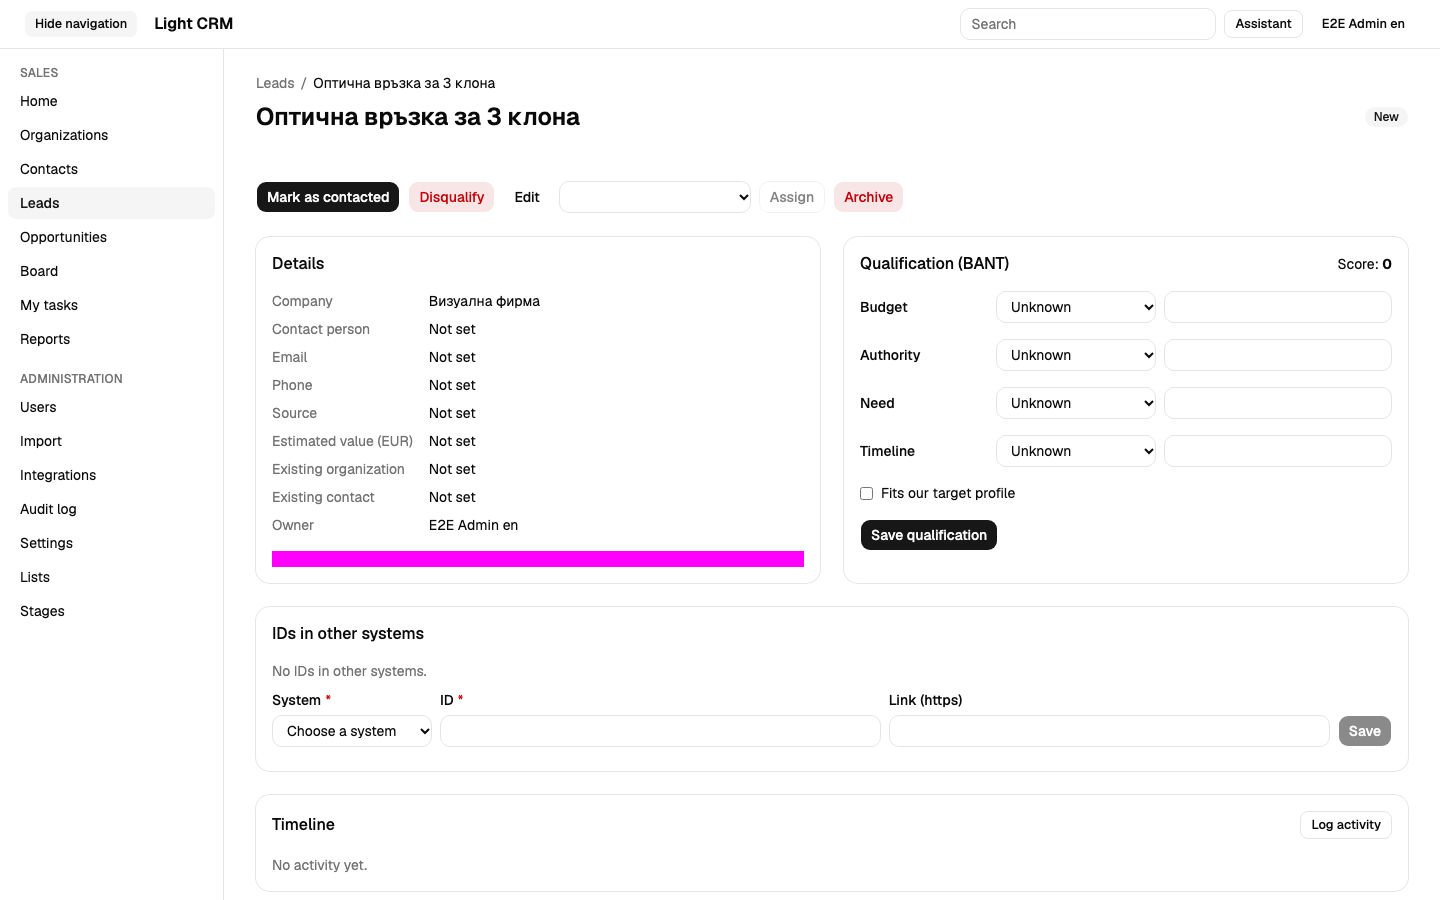 Hide navigation
Light CRM
Search
Assistant
E2E Admin en
SALES
Home
Organizations
Contacts
Leads
Opportunities
Board
My tasks
Reports
ADMINISTRATION
Users
Import
Integrations
Audit log
Settings
Lists
Stages
Leads / Оптична връзка за 3 клона
Оптична връзка за 3 клона
New
Mark as contacted
Disqualify
Edit
Assign
Archive
Details
Company Визуална фирма
Contact person Not set
Email Not set
Phone Not set
Source Not set
Estimated value (EUR) Not set
Existing organization Not set
Existing contact Not set
Owner E2E Admin en
Qualification (BANT)
Score: 0
Budget Unknown
Authority Unknown
Need Unknown
Timeline Unknown
Fits our target profile
Save qualification
IDs in other systems
No IDs in other systems.
System * ID * Link (https)
Choose a system Save
Timeline
Log activity
No activity yet.